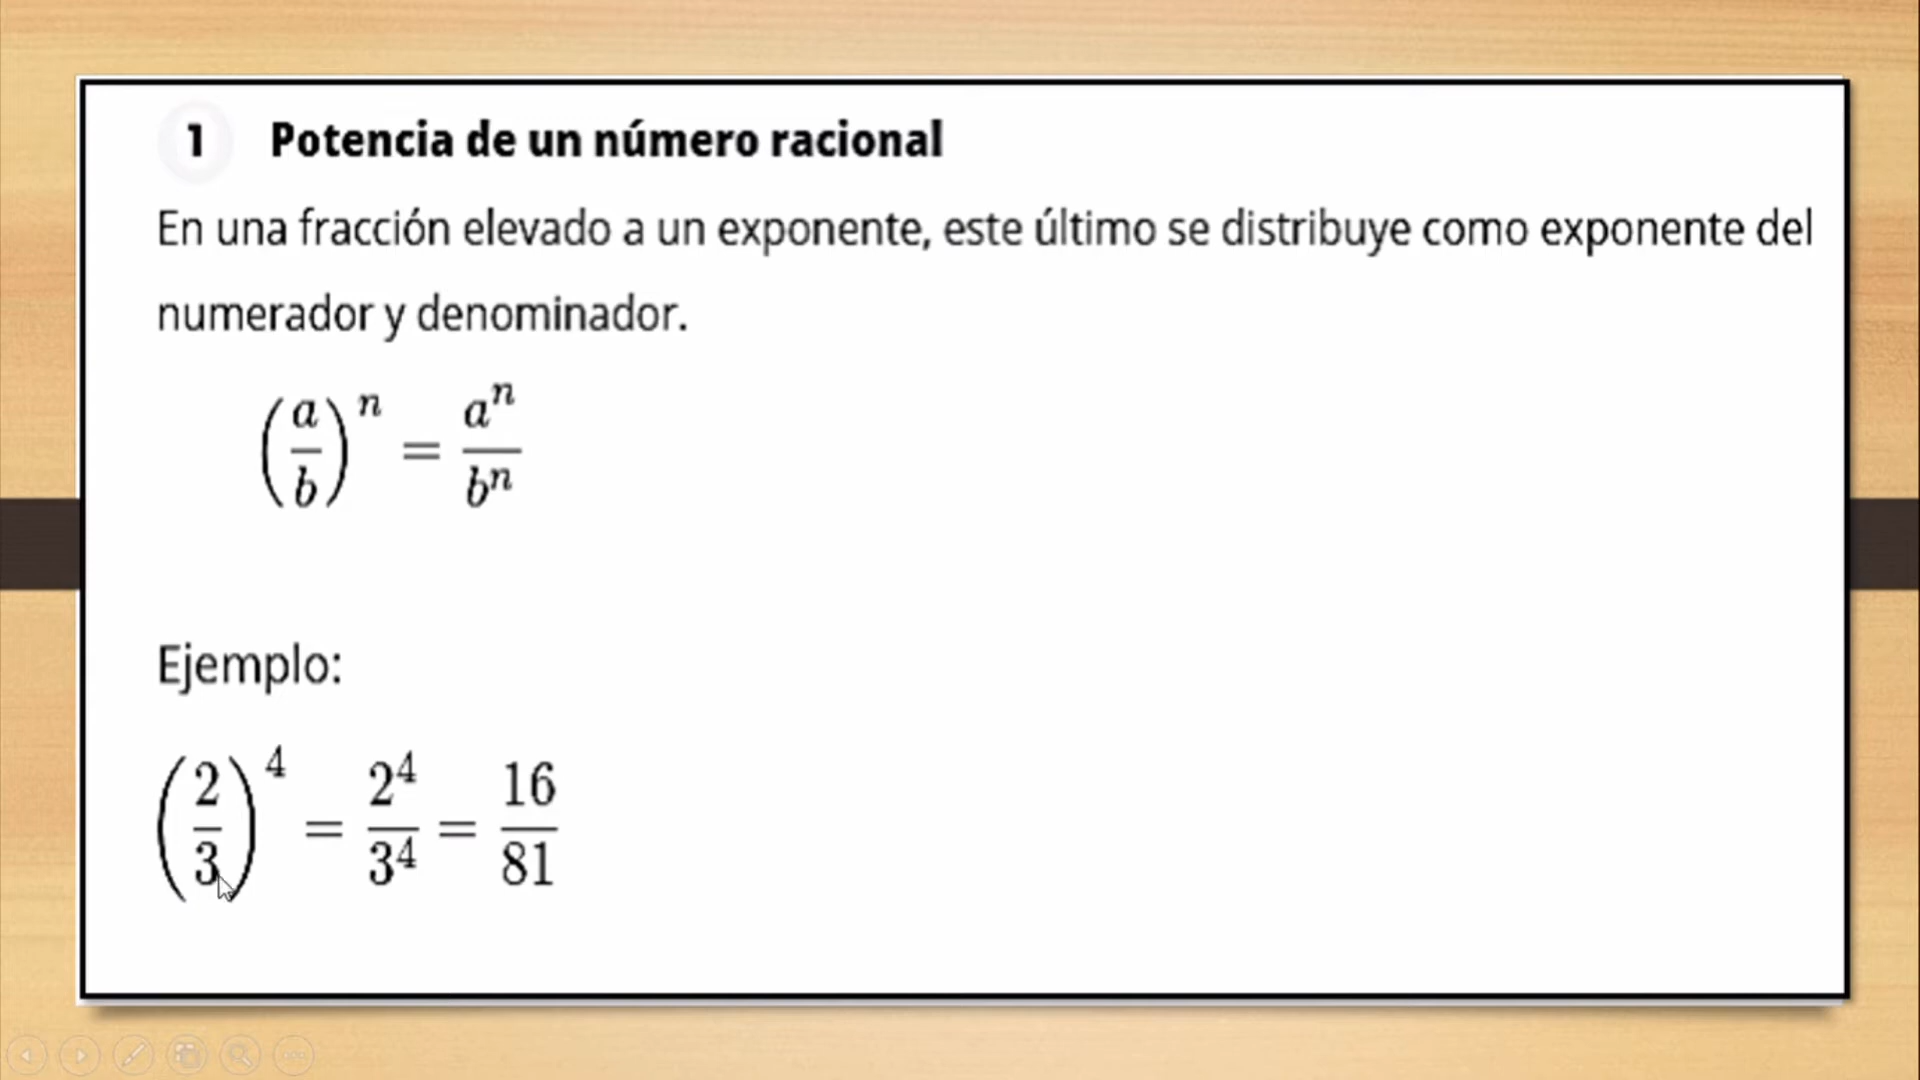 1 Potencia de un número racional
En una fracción elevado a un exponente, este último se distribuye como exponente del
numerador y denominador.
(a/b)^n = a^n/b^n
Ejemplo:
(2/3)^4 = 2^4/3^4 = 16/81